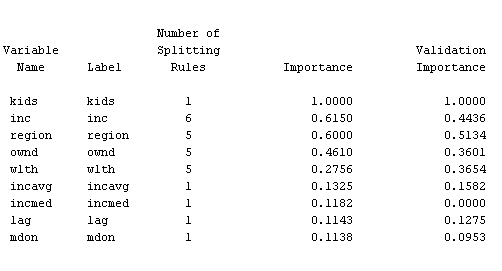 Number of
Variable Splitting Validation
Name Label Rules Importance Importance
kids kids 1 1.0000 1.0000
inc inc 6 0.6150 0.4436
region region 5 0.6000 0.5134
ownd ownd 5 0.4610 0.3601
wlth wlth 5 0.2756 0.3654
incavg incavg 1 0.1325 0.1582
incmed incmed 1 0.1182 0.0000
lag lag 1 0.1143 0.1275
mdon mdon 1 0.1138 0.0953